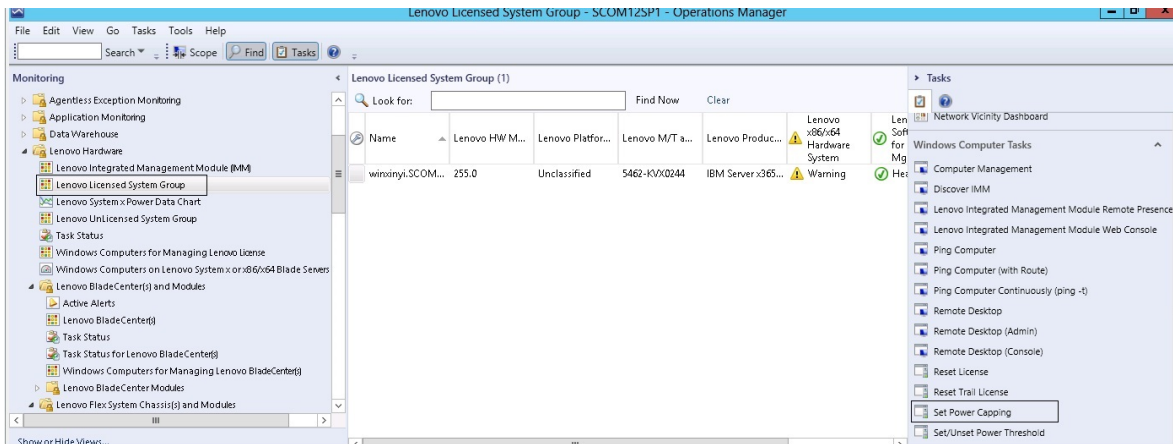 Lenovo Licensed System Group - SCOM12SP1 - Operations Manager
File Edit View Go Tasks Tools Help
Search Scope Find Tasks
Monitoring
Agentless Exception Monitoring
Application Monitoring
Data Warehouse
Lenovo Hardware
Lenovo Integrated Management Module (IMM)
Lenovo Licensed System Group
Lenovo System x Power Data Chart
Lenovo UnLicensed System Group
Task Status
Windows Computers for Managing Lenovo License
Windows Computers on Lenovo System x or x86/x64 Blade Servers
Lenovo BladeCenter(s) and Modules
Active Alerts
Lenovo BladeCenter(s)
Task Status
Task Status for Lenovo BladeCenter(s)
Windows Computers for Managing Lenovo BladeCenter(s)
Lenovo BladeCenter Modules
Lenovo Flex System Chassis(s) and Modules
Show or Hide Views...
Lenovo Licensed System Group (1)
Look for: Find Now Clear
Name Lenovo HW M... Lenovo Platfor... Lenovo M/T a... Lenovo Produc...
Lenovo
x86/x64
Hardware
System
Len
Soft
for
Mg
winxinyi.SCOM... 255.0 Unclassified 5462-KVX0244 IBM Server x365... Warning Hea
Tasks
Network Vicinity Dashboard
Windows Computer Tasks
Computer Management
Discover IMM
Lenovo Integrated Management Module Remote Presence
Lenovo Integrated Management Module Web Console
Ping Computer
Ping Computer (with Route)
Ping Computer Continuously (ping -t)
Remote Desktop
Remote Desktop (Admin)
Remote Desktop (Console)
Reset License
Reset Trail License
Set Power Capping
Set/Unset Power Threshold